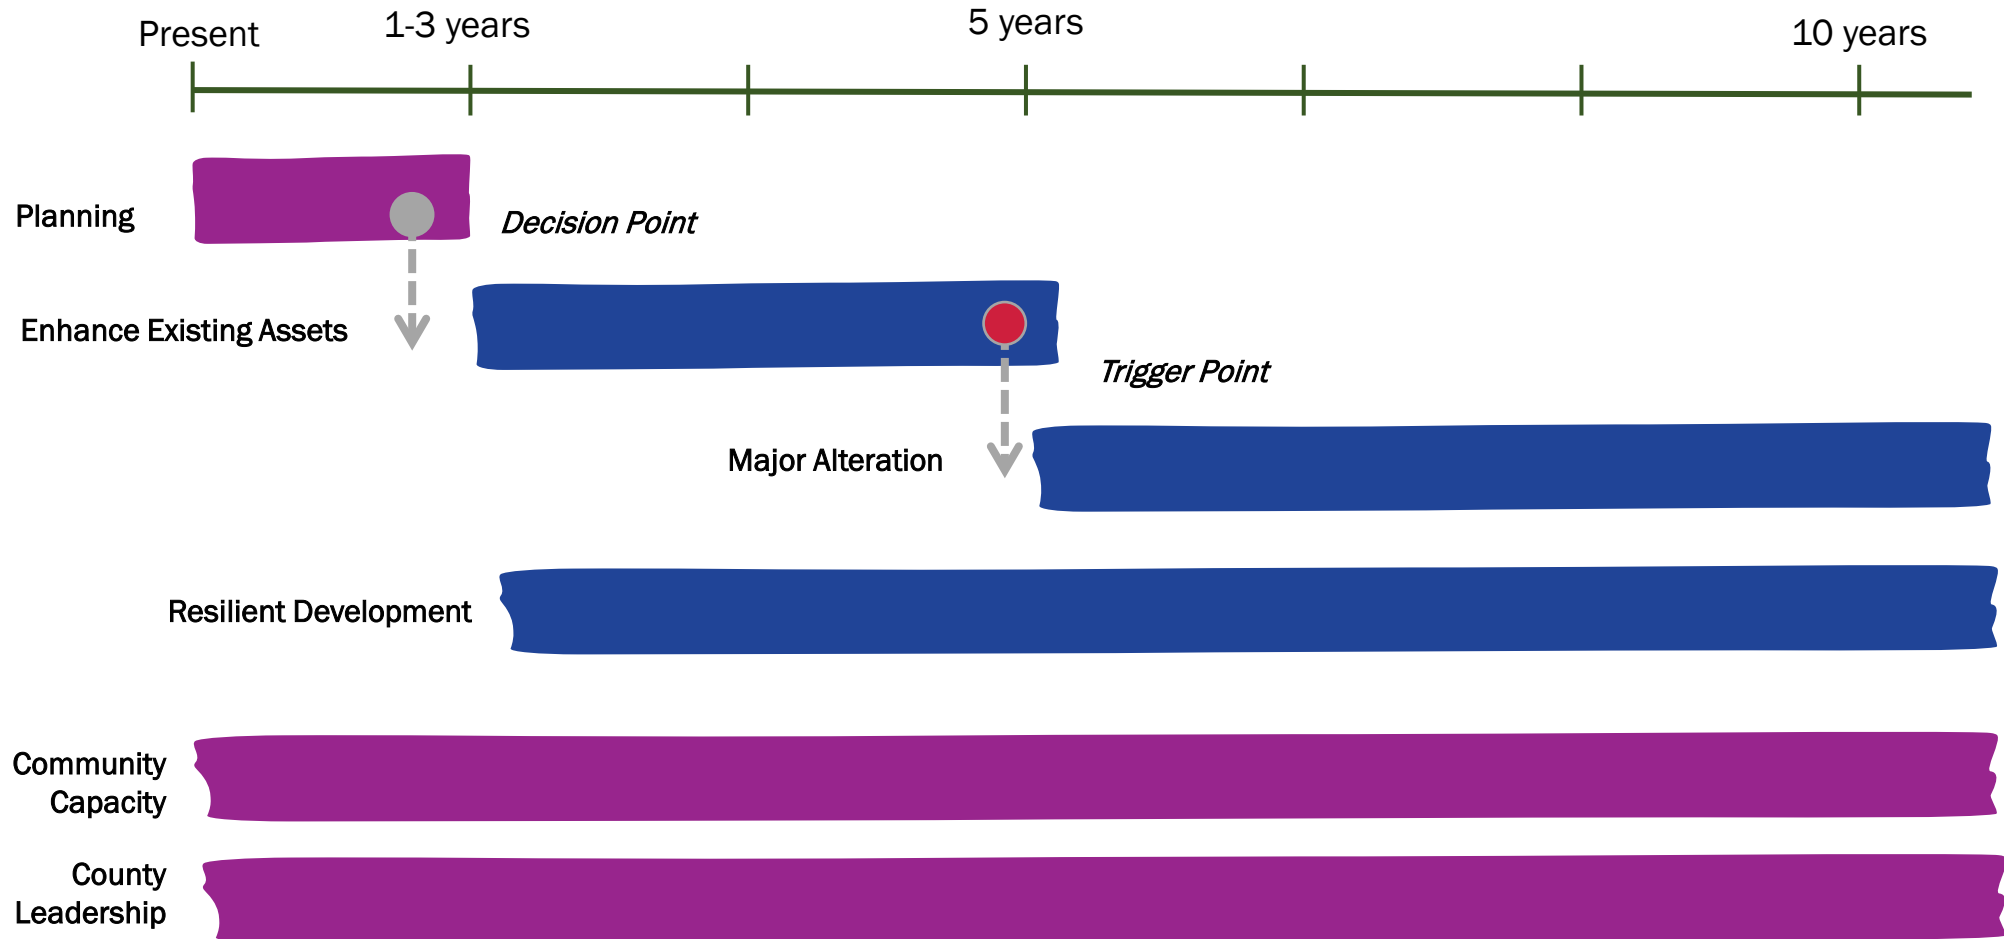 Present
1-3 years
5 years
10 years
Planning
Decision Point
Enhance Existing Assets
Trigger Point
Major Alteration
Resilient Development
Community
Capacity
County
Leadership